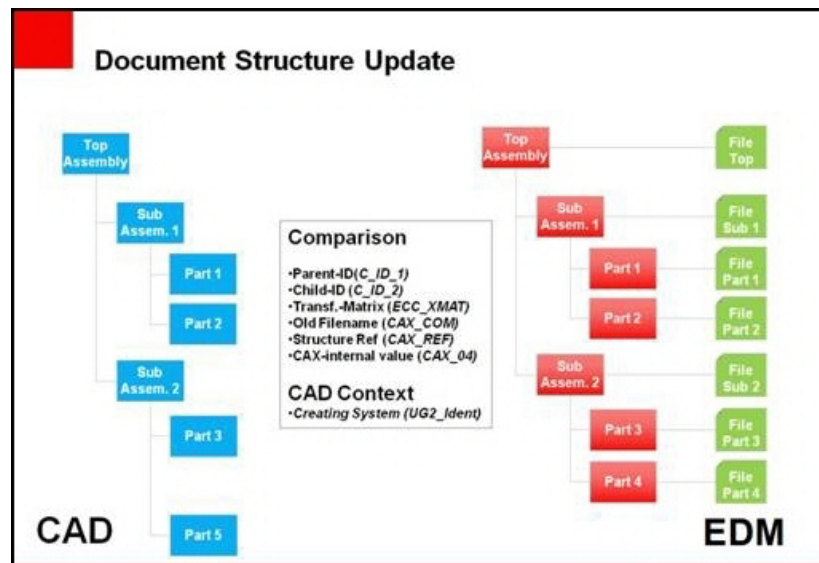 Document Structure Update
Top
Assembly
Sub
Assem. 1
Part 1
Part 2
Sub
Assem. 2
Part 3
Part 5
CAD
Comparison
•Parent-ID(C_ID_1)
•Child-ID (C_ID_2)
•Transf.-Matrix (ECC_XMAT)
•Old Filename (CAX_COM)
•Structure Ref (CAX_REF)
•CAX-internal value (CAX_04)
CAD Context
•Creating System (UG2_Ident)
Top
Assembly
Sub
Assem. 1
Part 1
Part 2
Sub
Assem. 2
Part 3
Part 4
File
Top
File
Sub 1
File
Part 1
File
Part 2
File
Sub 2
File
Part 3
File
Part 4
EDM